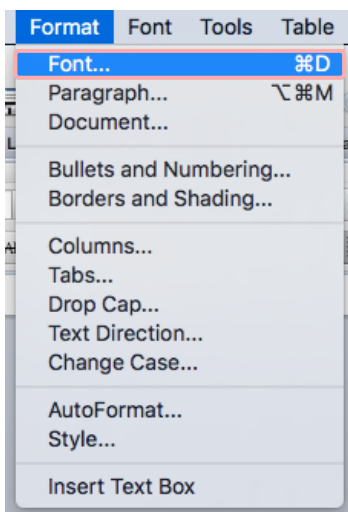 Format Font Tools Table
Font... ⌘D
Paragraph... ⌥⌘M
Document...
Bullets and Numbering...
Borders and Shading...
Columns...
Tabs...
Drop Cap...
Text Direction...
Change Case...
AutoFormat...
Style...
Insert Text Box